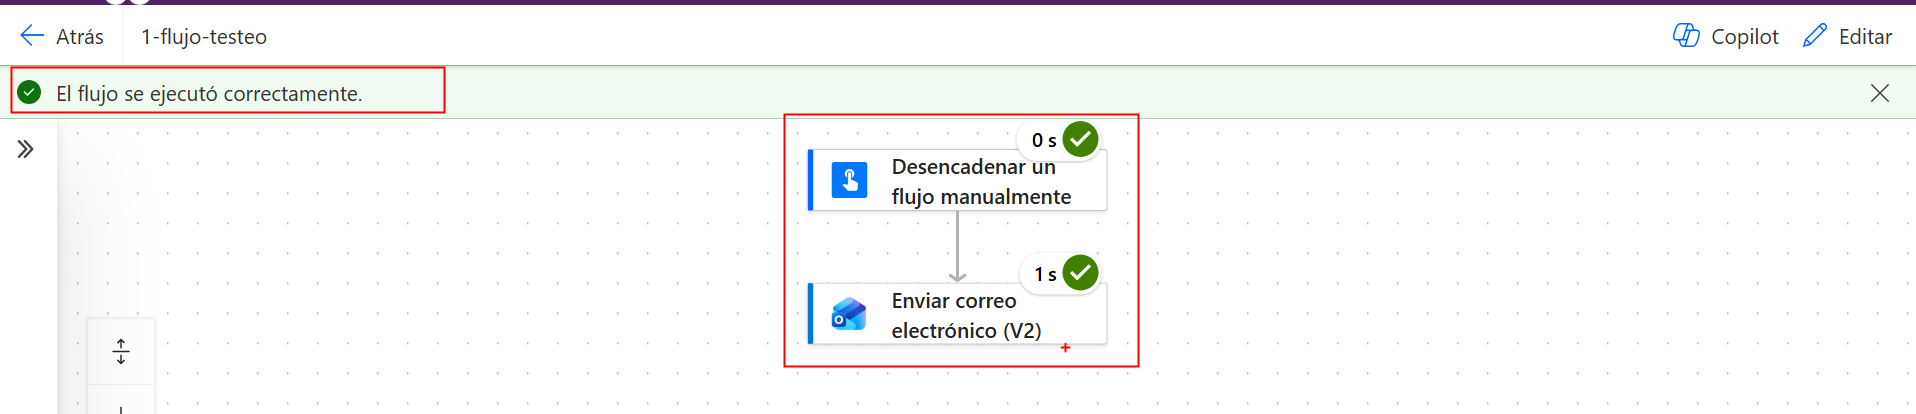 Atrás
1-flujo-testeo
Copilot
Editar
El flujo se ejecutó correctamente.
0 s
Desencadenar un
flujo manualmente
1 s
Enviar correo
electrónico (V2)